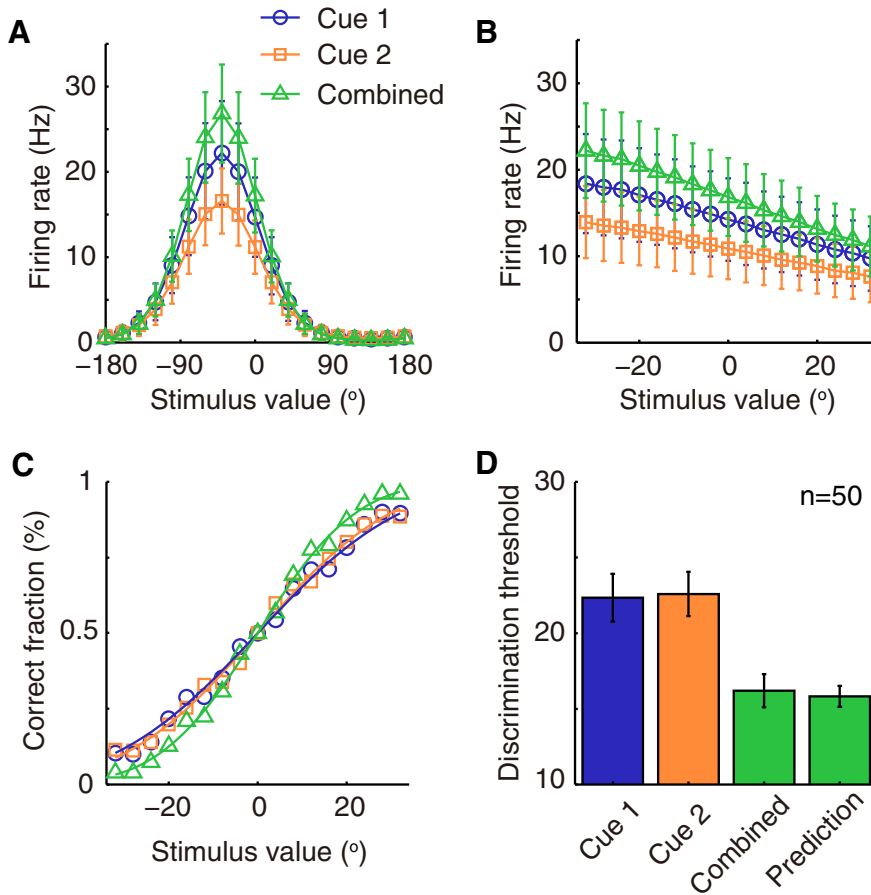 A
Cue 1
Cue 2
Combined
Firing rate (Hz)
30
20
10
0
−180
−90
0
90
180
Stimulus value (º)
B
Firing rate (Hz)
30
20
10
0
−20
0
20
Stimulus value (º)
C
Correct fraction (%)
1
0.5
0
−20
0
20
Stimulus value (º)
D
n=50
Discrimination threshold
30
20
10
Cue 1
Cue 2
Combined
Prediction